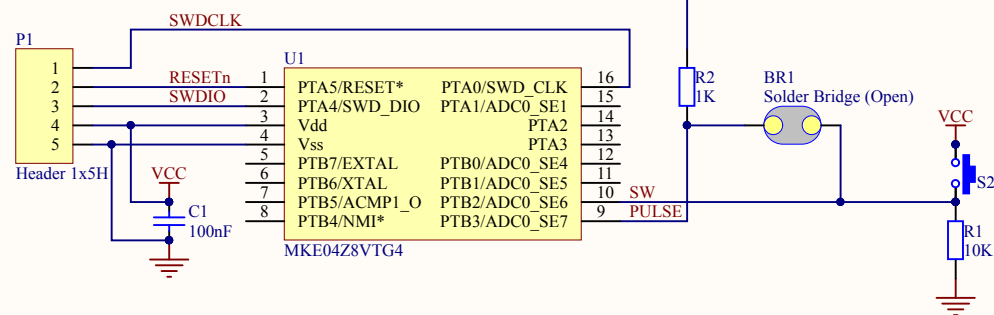 SWDCLK
P1
1
2
3
4
5
Header 1x5H
RESETn
SWDIO
VCC
C1
100nF
U1
1 PTA5/RESET* PTA0/SWD_CLK 16
2 PTA4/SWD_DIO PTA1/ADC0_SE1 15
3 Vdd PTA2 14
4 Vss PTA3 13
5 PTB7/EXTAL PTB0/ADC0_SE4 12
6 PTB6/XTAL PTB1/ADC0_SE5 11
7 PTB5/ACMP1_O PTB2/ADC0_SE6 10
8 PTB4/NMI* PTB3/ADC0_SE7 9
MKE04Z8VTG4
SW
PULSE
R2
1K
BR1
Solder Bridge (Open)
VCC
S2
R1
10K